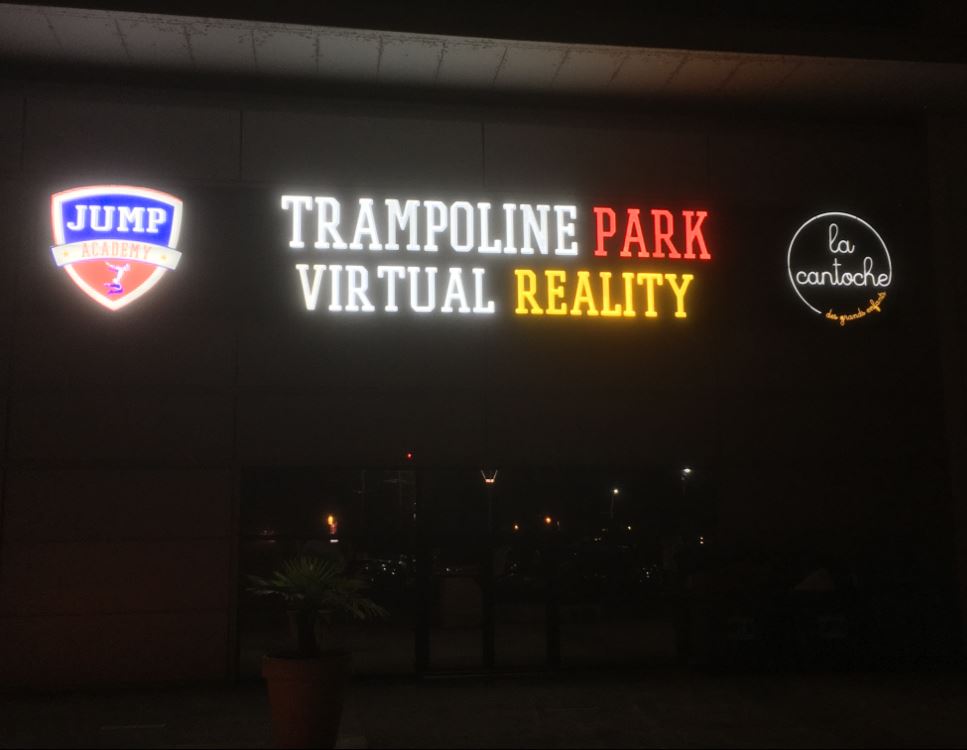 JUMP
ACADEMY
TRAMPOLINE PARK
VIRTUAL REALITY
la
cantoche
des grands enfants